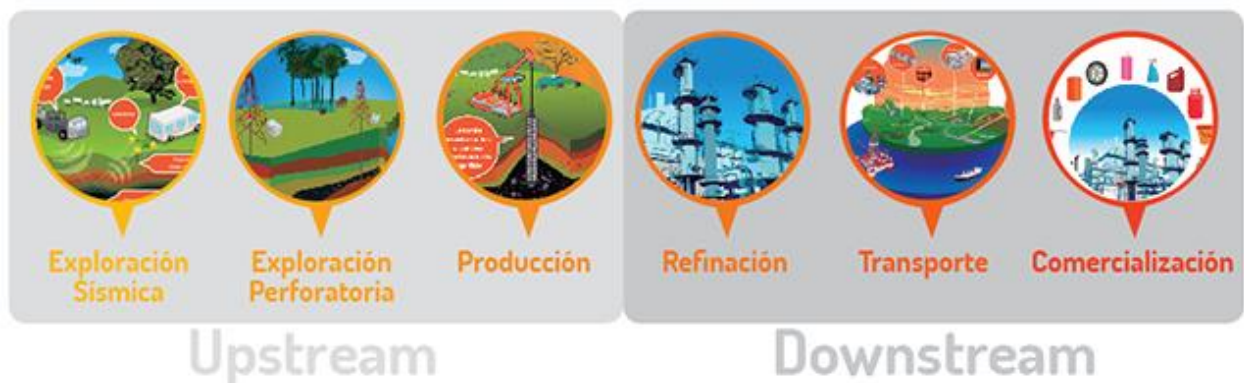 Exploración
Sísmica
Exploración
Perforatoria
Producción
Refinación
Transporte
Comercialización
Upstream
Downstream